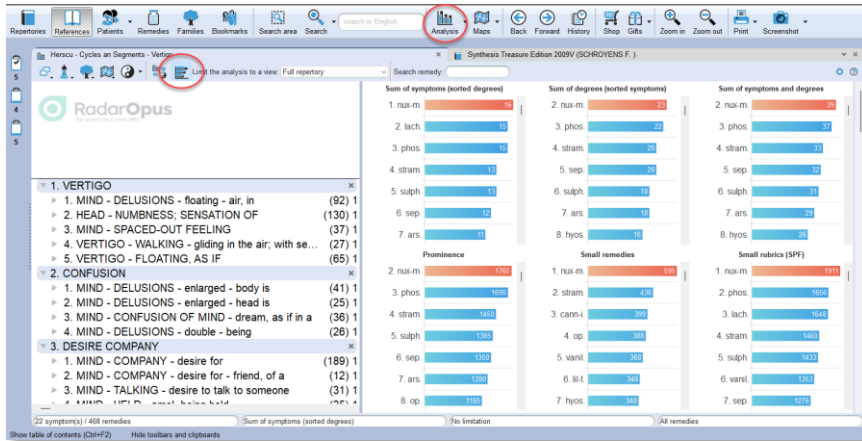 search in English
Repertories References Patients Remedies Families Bookmarks Search area Search Analysis Maps Back Forward History Shop Gifts Zoom in Zoom out Print Screenshot
Herscu - Cycles an Segments - Vertigo
Synthesis Treasure Edition 2009V (SCHROYENS F. )
5
4
5
Limit the analysis to a view: Full repertory
Search remedy:
RadarOpus
Sum of symptoms (sorted degrees)
1. nux-m. 16
2. lach. 15
3. phos. 15
4. stram. 13
5. sulph. 13
6. sep. 12
7. ars. 11
Sum of degrees (sorted symptoms)
2. nux-m. 23
3. phos. 22
4. stram. 20
5. sep. 20
6. sulph. 18
7. ars. 18
8. hyos. 16
Sum of symptoms and degrees
2. nux-m. 39
3. phos. 37
4. stram. 33
5. sep. 32
6. sulph. 31
7. ars. 29
8. hyos. 26
1. VERTIGO
1. MIND - DELUSIONS - floating - air, in (92) 1
2. HEAD - NUMBNESS; SENSATION OF (130) 1
3. MIND - SPACED-OUT FEELING (37) 1
4. VERTIGO - WALKING - gliding in the air; with se... (27) 1
5. VERTIGO - FLOATING, AS IF (65) 1
2. CONFUSION
1. MIND - DELUSIONS - enlarged - body is (41) 1
2. MIND - DELUSIONS - enlarged - head is (25) 1
3. MIND - CONFUSION OF MIND - dream, as if in a (36) 1
4. MIND - DELUSIONS - double - being (26) 1
3. DESIRE COMPANY
1. MIND - COMPANY - desire for (189) 1
2. MIND - COMPANY - desire for - friend, of a (12) 1
3. MIND - TALKING - desire to talk to someone (31) 1
Prominence
2. nux-m. 1765
3. phos. 1690
4. stram. 1450
5. sulph. 1385
6. sep. 1350
7. ars. 1290
8. op. 1165
Small remedies
1. nux-m. 595
2. stram. 436
3. cann-i. 399
4. op. 388
5. vanil. 368
6. lil-t. 348
7. hyos. 340
Small rubrics (SPF)
1. nux-m. 1911
2. phos. 1656
3. lach. 1648
4. stram. 1460
5. sulph. 1433
6. vanil. 1353
7. sep. 1276
22 symptom(s) / 468 remedies
Sum of symptoms (sorted degrees)
No limitation
All remedies
Show table of contents (Ctrl+F2) Hide toolbars and clipboards